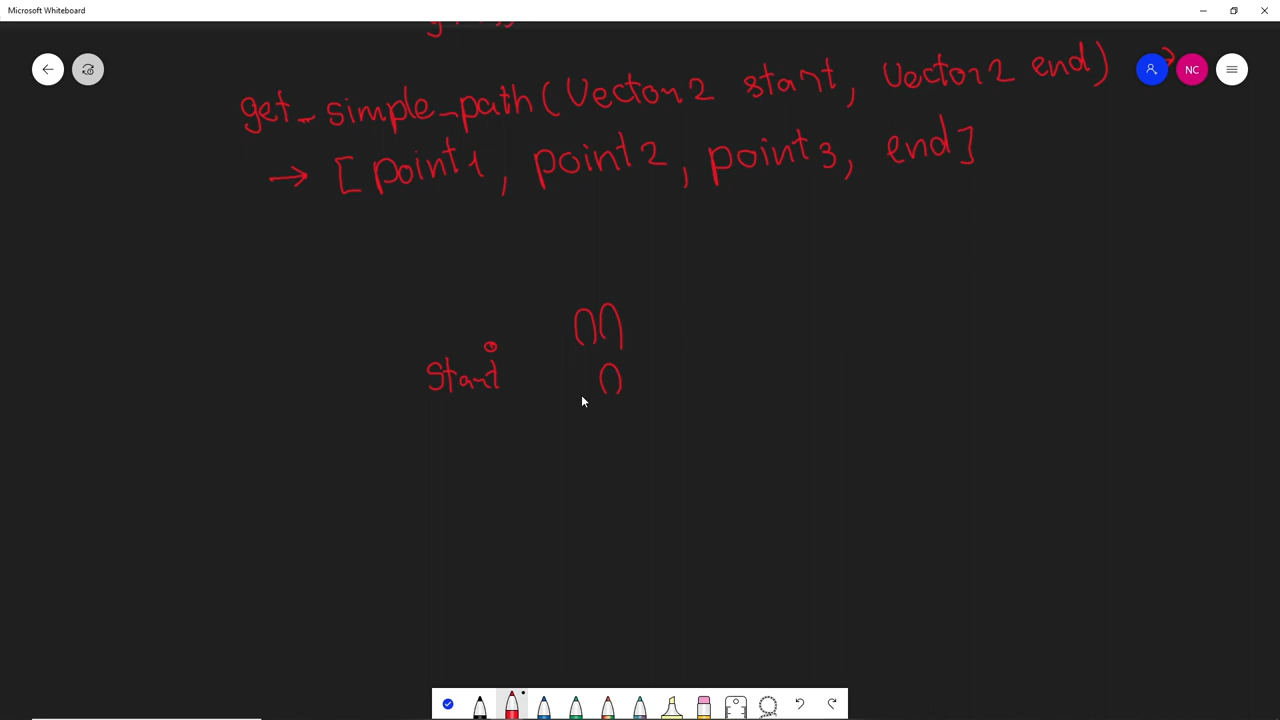 Microsoft Whiteboard
get_simple_path(Vector2 start, Vector2 end)
→ [point1, point2, point3, end]
NC
Start